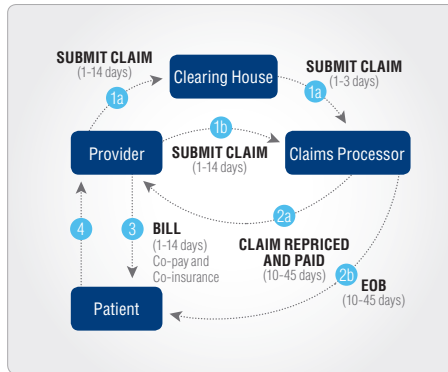 SUBMIT CLAIM
(1-14 days)
1a
Clearing House
SUBMIT CLAIM
(1-3 days)
1a
Provider
1b
SUBMIT CLAIM
(1-14 days)
Claims Processor
2a
CLAIM REPRICED
AND PAID
(10-45 days)
2b
EOB
(10-45 days)
4
3
BILL
(1-14 days)
Co-pay and
Co-insurance
Patient